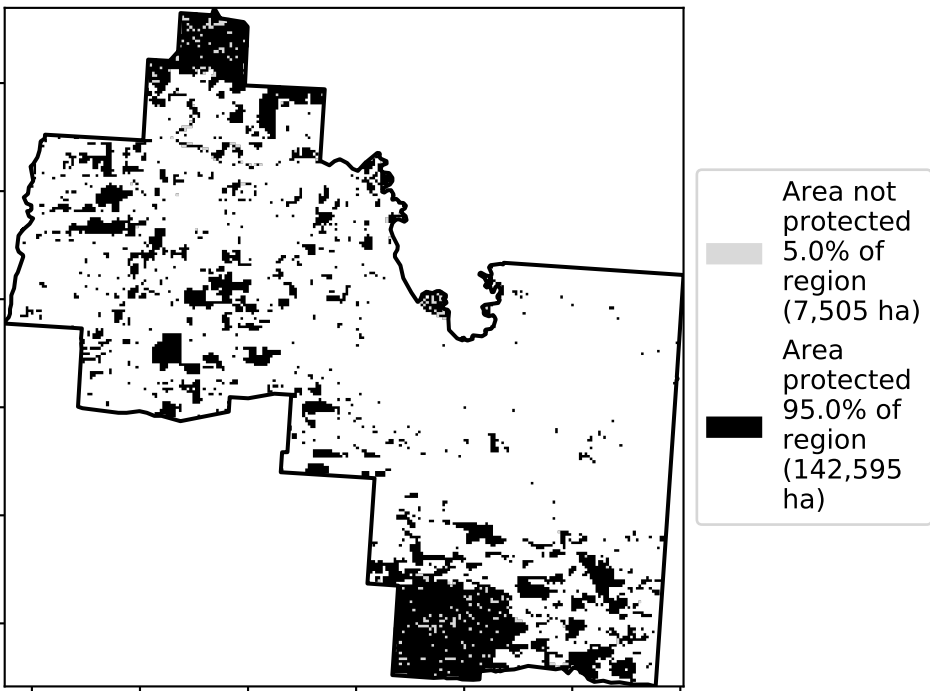 Area not
protected
5.0% of
region
(7,505 ha)
Area
protected
95.0% of
region
(142,595
ha)